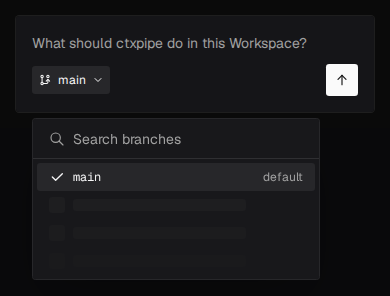 What should ctxpipe do in this Workspace?
main
Search branches
main default